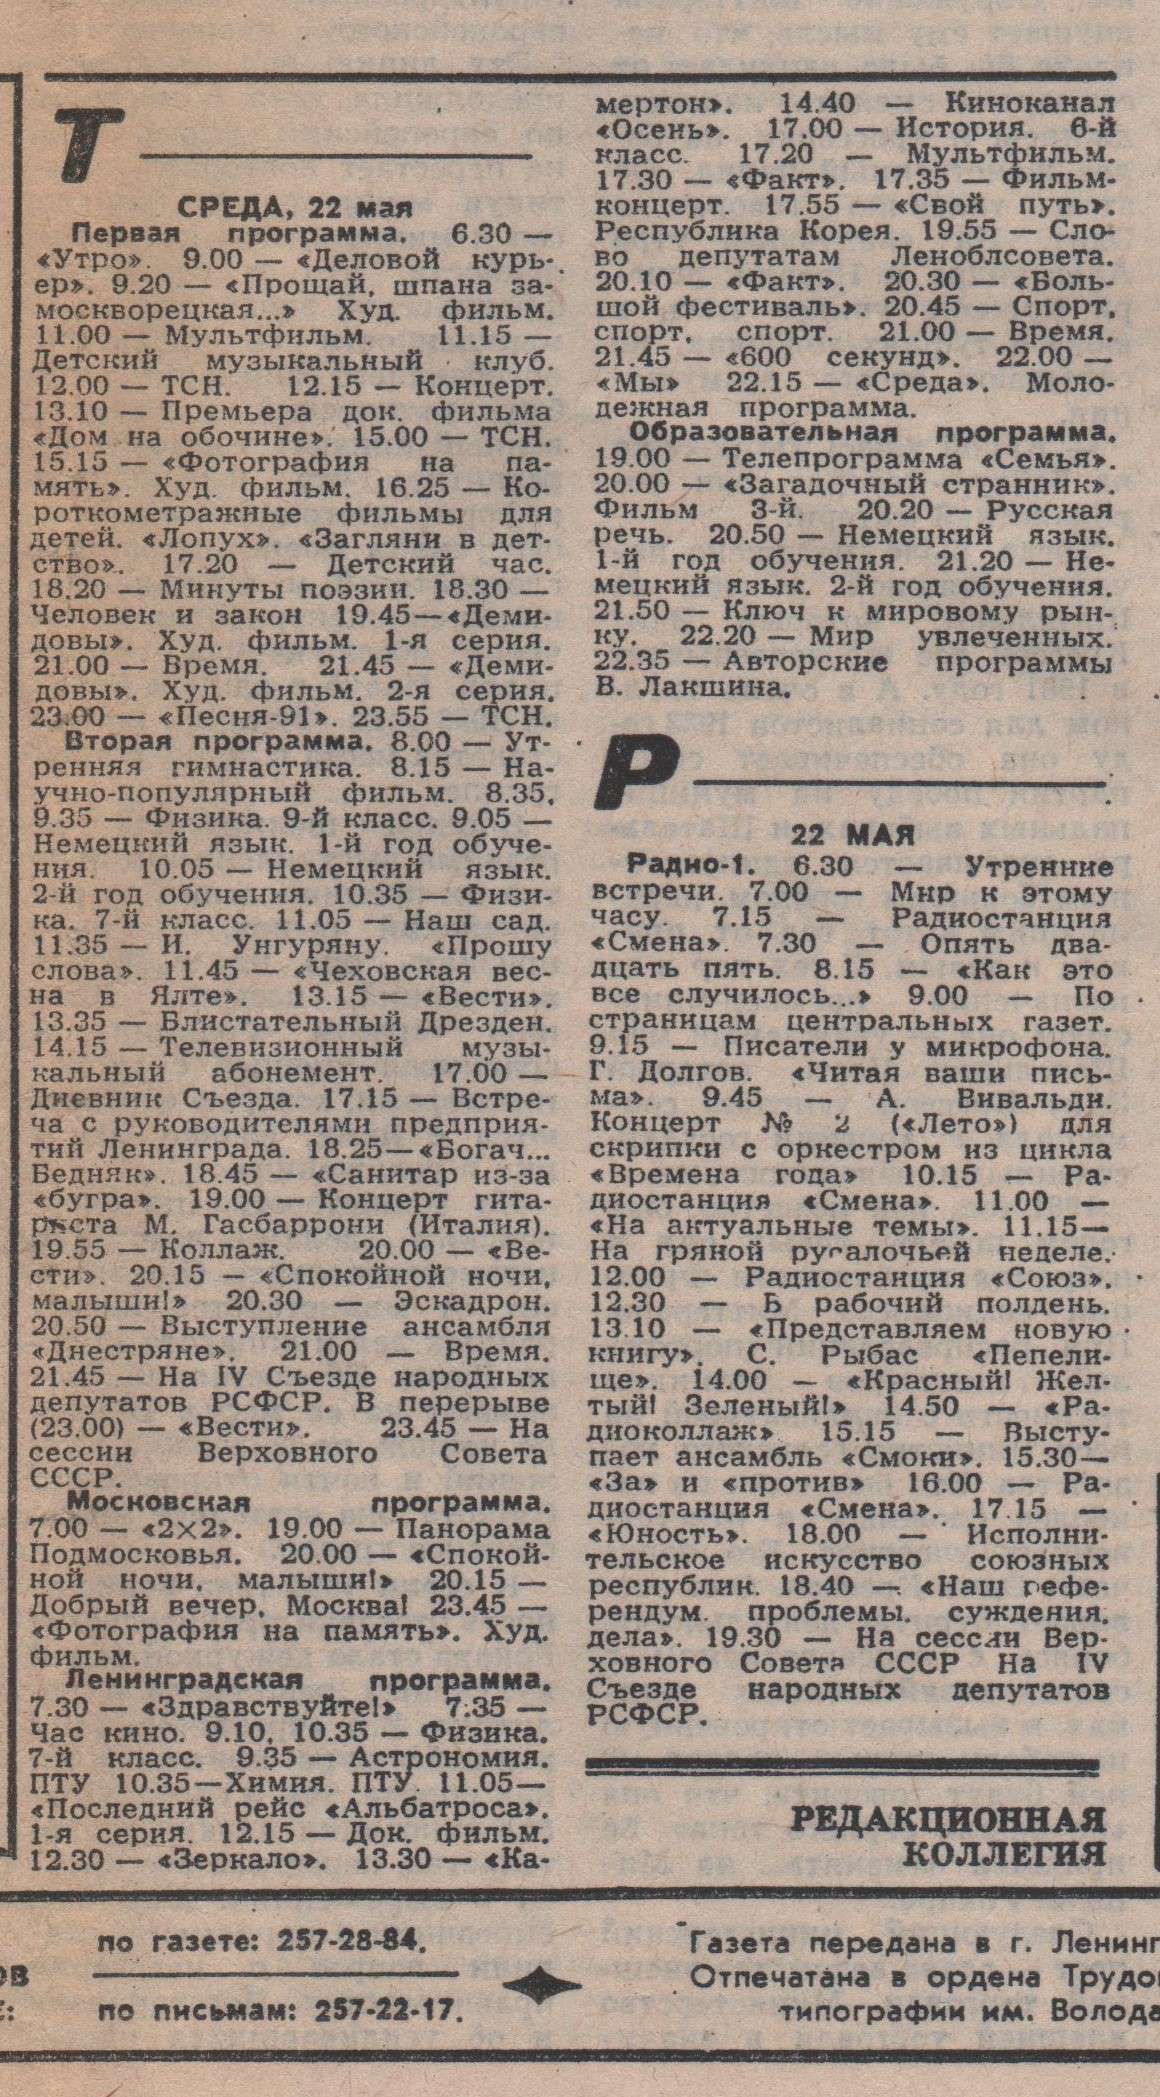 Т
СРЕДА, 22 мая
Первая программа. 6.30 —
«Утро». 9.00 — «Деловой курь-
ер». 9.20 — «Прощай, шпана за-
москворецкая...» Худ. фильм.
11.00 — Мультфильм. 11.15 —
Детский музыкальный клуб.
12.00 — ТСН. 12.15 — Концерт.
13.10 — Премьера док. фильма
«Дом на обочине». 15.00 — ТСН.
15.15 — «Фотография на па-
мять». Худ. фильм. 16.25 — Ко-
роткометражные фильмы для
детей. «Лопух». «Загляни в дет-
ство». 17.20 — Детский час.
18.20 — Минуты поэзии. 18.30 —
Человек и закон 19.45—«Деми-
довы». Худ. фильм. 1-я серия.
21.00 — Время. 21.45 — «Деми-
довы». Худ. фильм. 2-я серия.
23.00 — «Песня-91». 23.55 — ТСН.
Вторая программа. 8.00 — Ут-
ренняя гимнастика. 8.15 — На-
учно-популярный фильм. 8.35,
9.35 — Физика. 9-й класс. 9.05 —
Немецкий язык. 1-й год обуче-
ния. 10.05 — Немецкий язык.
2-й год обучения. 10.35 — Физи-
ка. 7-й класс. 11.05 — Наш сад.
11.35 — И. Унгуряну. «Прошу
слова». 11.45 — «Чеховская вес-
на в Ялте». 13.15 — «Вести».
13.35 — Блистательный Дрезден.
14.15 — Телевизионный музы-
кальный абонемент. 17.00 —
Дневник Съезда. 17.15 — Встре-
ча с руководителями предприя-
тий Ленинграда. 18.25—«Богач...
Бедняк». 18.45 — «Санитар из-за
«бугра». 19.00 — Концерт гита-
риста М. Гасбаррони (Италия).
19.55 — Коллаж. 20.00 — «Ве-
сти». 20.15 — «Спокойной ночи,
малыши!» 20.30 — Эскадрон.
20.50 — Выступление ансамбля
«Днестряне». 21.00 — Время.
21.45 — На IV Съезде народных
депутатов РСФСР. В перерыве
(23.00) — «Вести». 23.45 — На
сессии Верховного Совета
СССР.
Московская программа.
7.00 — «2×2». 19.00 — Панорама
Подмосковья. 20.00 — «Спокой-
ной ночи, малыши!» 20.15 —
Добрый вечер, Москва! 23.45 —
«Фотография на память». Худ.
фильм.
Ленинградская программа.
7.30 — «Здравствуйте!» 7.35 —
Час кино. 9.10, 10.35 — Физика.
7-й класс. 9.35 — Астрономия.
ПТУ 10.35—Химия. ПТУ. 11.05—
«Последний рейс «Альбатроса».
1-я серия. 12.15 — Док. фильм.
12.30 — «Зеркало». 13.30 — «Ка-
мертон». 14.40 — Киноканал
«Осень». 17.00 — История. 6-й
класс. 17.20 — Мультфильм.
17.30 — «Факт». 17.35 — Фильм-
концерт. 17.55 — «Свой путь».
Республика Корея. 19.55 — Сло-
во депутатам Леноблсовета.
20.10 — «Факт». 20.30 — «Боль-
шой фестиваль». 20.45 — Спорт,
спорт, спорт. 21.00 — Время.
21.45 — «600 секунд». 22.00 —
«Мы» 22.15 — «Среда». Моло-
дежная программа.
Образовательная программа.
19.00 — Телепрограмма «Семья».
20.00 — «Загадочный странник».
Фильм 3-й. 20.20 — Русская
речь. 20.50 — Немецкий язык.
1-й год обучения. 21.20 — Не-
мецкий язык. 2-й год обучения.
21.50 — Ключ к мировому рын-
ку. 22.20 — Мир увлеченных.
22.35 — Авторские программы
В. Лакшина.
Р
22 МАЯ
Радио-1. 6.30 — Утренние
встречи. 7.00 — Мир к этому
часу. 7.15 — Радиостанция
«Смена». 7.30 — Опять два-
дцать пять. 8.15 — «Как это
все случилось...» 9.00 — По
страницам центральных газет.
9.15 — Писатели у микрофона.
Г. Долгов. «Читая ваши пись-
ма». 9.45 — А. Вивальди.
Концерт № 2 («Лето») для
скрипки с оркестром из цикла
«Времена года» 10.15 — Ра-
диостанция «Смена». 11.00 —
«На актуальные темы». 11.15—
На гряной русалочьей неделе.
12.00 — Радиостанция «Союз».
12.30 — В рабочий полдень.
13.10 — «Представляем новую
книгу». С. Рыбас «Пепели-
ще». 14.00 — «Красный! Жел-
тый! Зеленый!» 14.50 — «Ра-
диоколлаж». 15.15 — Высту-
пает ансамбль «Смоки». 15.30—
«За» и «против» 16.00 — Ра-
диостанция «Смена». 17.15 —
«Юность». 18.00 — Исполни-
тельское искусство союзных
республик. 18.40 — «Наш рефе-
рендум. проблемы, суждения,
дела». 19.30 — На сессии Вер-
ховного Совета СССР На IV
Съезде народных депутатов
РСФСР.
РЕДАКЦИОННАЯ
КОЛЛЕГИЯ
ов
по газете: 257-28-84.
по письмам: 257-22-17.
Газета передана в г. Ленинг
Отпечатана в ордена Трудо
типографии им. Волода